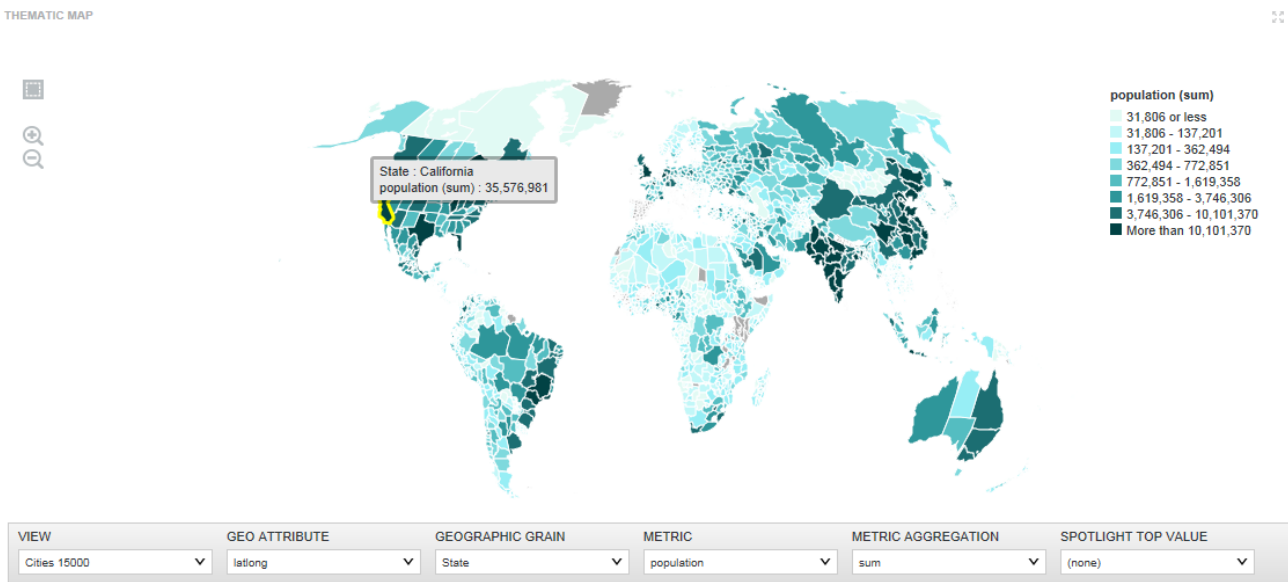 THEMATIC MAP
population (sum)
31,806 or less
31,806 - 137,201
137,201 - 362,494
362,494 - 772,851
772,851 - 1,619,358
1,619,358 - 3,746,306
3,746,306 - 10,101,370
More than 10,101,370
State : California
population (sum) : 35,576,981
VIEW GEO ATTRIBUTE GEOGRAPHIC GRAIN METRIC METRIC AGGREGATION SPOTLIGHT TOP VALUE
Cities 15000 latlong State population sum (none)